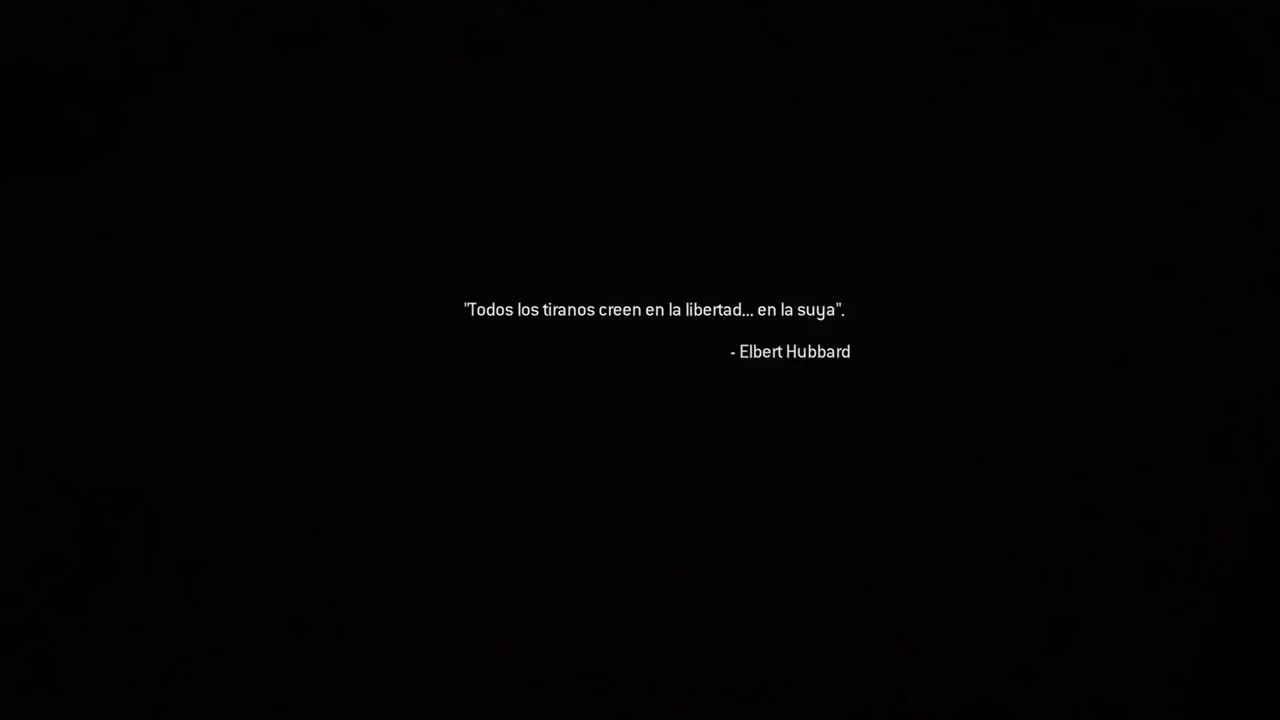 "Todos los tiranos creen en la libertad... en la suya".
- Elbert Hubbard